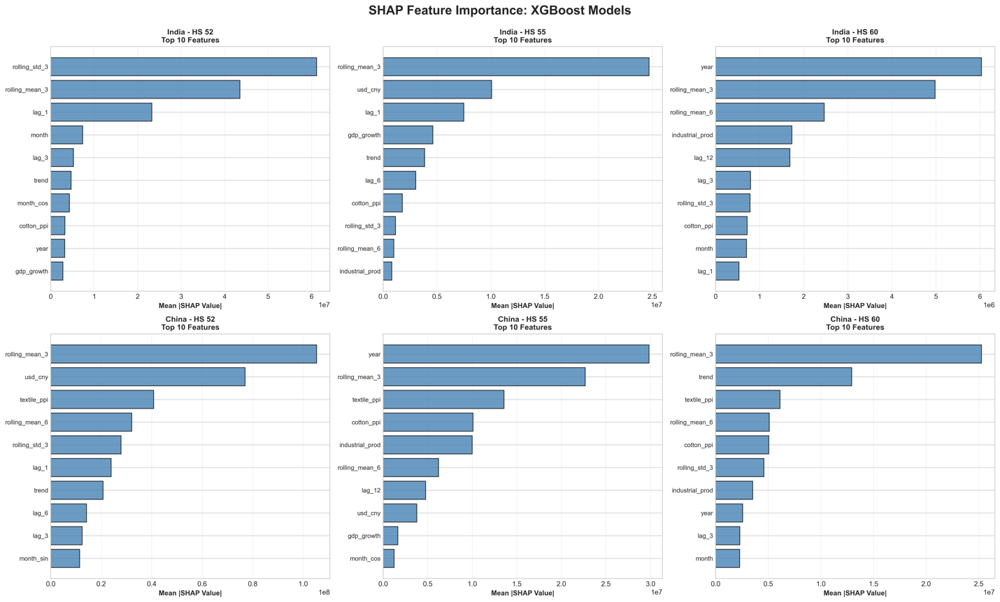 SHAP Feature Importance: XGBoost Models
India - HS 52
Top 10 Features
rolling_std_3
rolling_mean_3
lag_1
month
lag_3
trend
month_cos
cotton_ppi
year
gdp_growth
0 1 2 3 4 5 6
1e7
Mean |SHAP Value|
India - HS 55
Top 10 Features
rolling_mean_3
usd_cny
lag_1
gdp_growth
trend
lag_6
cotton_ppi
rolling_std_3
rolling_mean_6
industrial_prod
0.0 0.5 1.0 1.5 2.0 2.5
1e7
Mean |SHAP Value|
India - HS 60
Top 10 Features
year
rolling_mean_3
rolling_mean_6
industrial_prod
lag_12
lag_3
rolling_std_3
cotton_ppi
month
lag_1
0 1 2 3 4 5 6
1e6
Mean |SHAP Value|
China - HS 52
Top 10 Features
rolling_mean_3
usd_cny
textile_ppi
rolling_mean_6
rolling_std_3
lag_1
trend
lag_6
lag_3
month_sin
0.0 0.2 0.4 0.6 0.8 1.0
1e8
Mean |SHAP Value|
China - HS 55
Top 10 Features
year
rolling_mean_3
textile_ppi
cotton_ppi
industrial_prod
rolling_mean_6
lag_12
usd_cny
gdp_growth
month_cos
0.0 0.5 1.0 1.5 2.0 2.5 3.0
1e7
Mean |SHAP Value|
China - HS 60
Top 10 Features
rolling_mean_3
trend
textile_ppi
rolling_mean_6
cotton_ppi
rolling_std_3
industrial_prod
year
lag_3
month
0.0 0.5 1.0 1.5 2.0 2.5
1e7
Mean |SHAP Value|